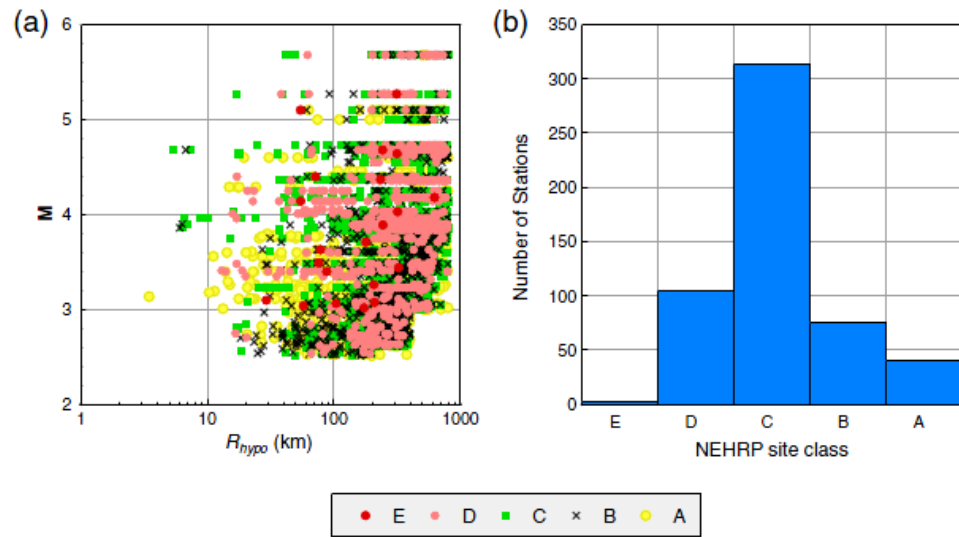 (a)
6
5
4
3
2
M
1 10 100 1000
Rhypo (km)
(b)
350
300
250
200
150
100
50
0
Number of Stations
E D C B A
NEHRP site class
E D C B A